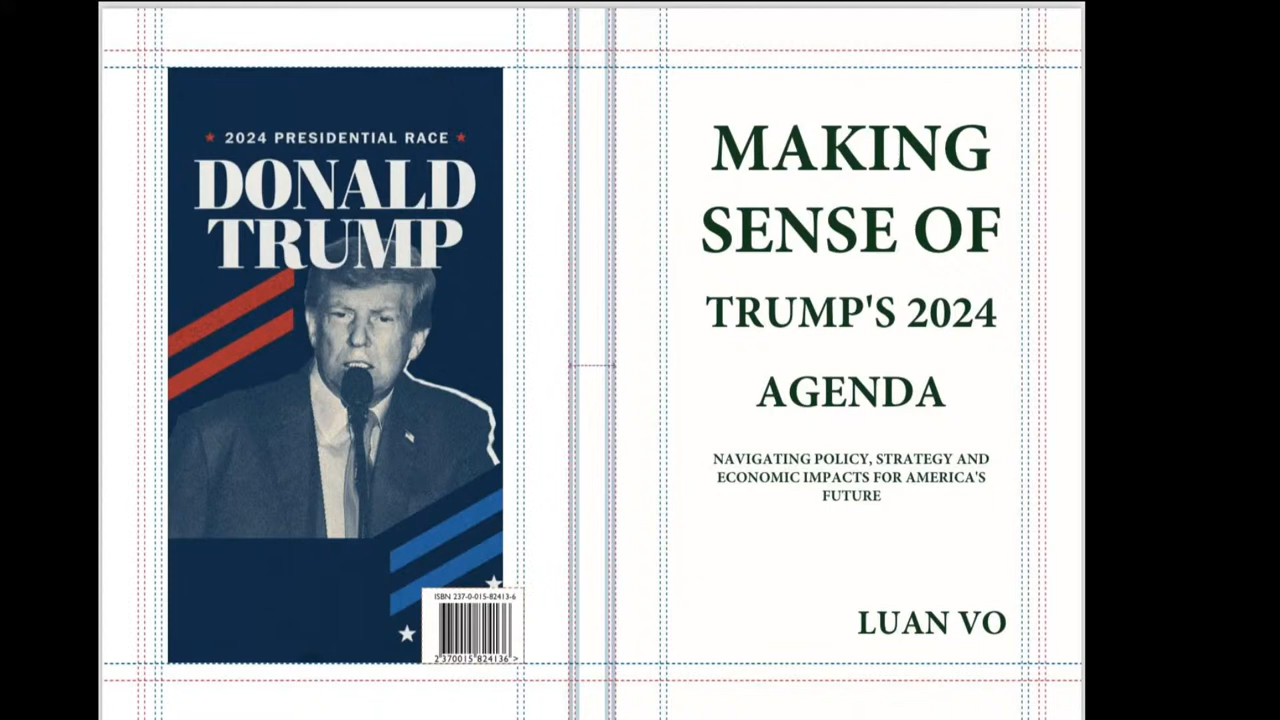 ★ 2024 PRESIDENTIAL RACE ★
DONALD
TRUMP
ISBN 237-0-015-82413-6
2370015"824136">
MAKING
SENSE OF
TRUMP'S 2024
AGENDA
NAVIGATING POLICY, STRATEGY AND
ECONOMIC IMPACTS FOR AMERICA'S
FUTURE
LUAN VO